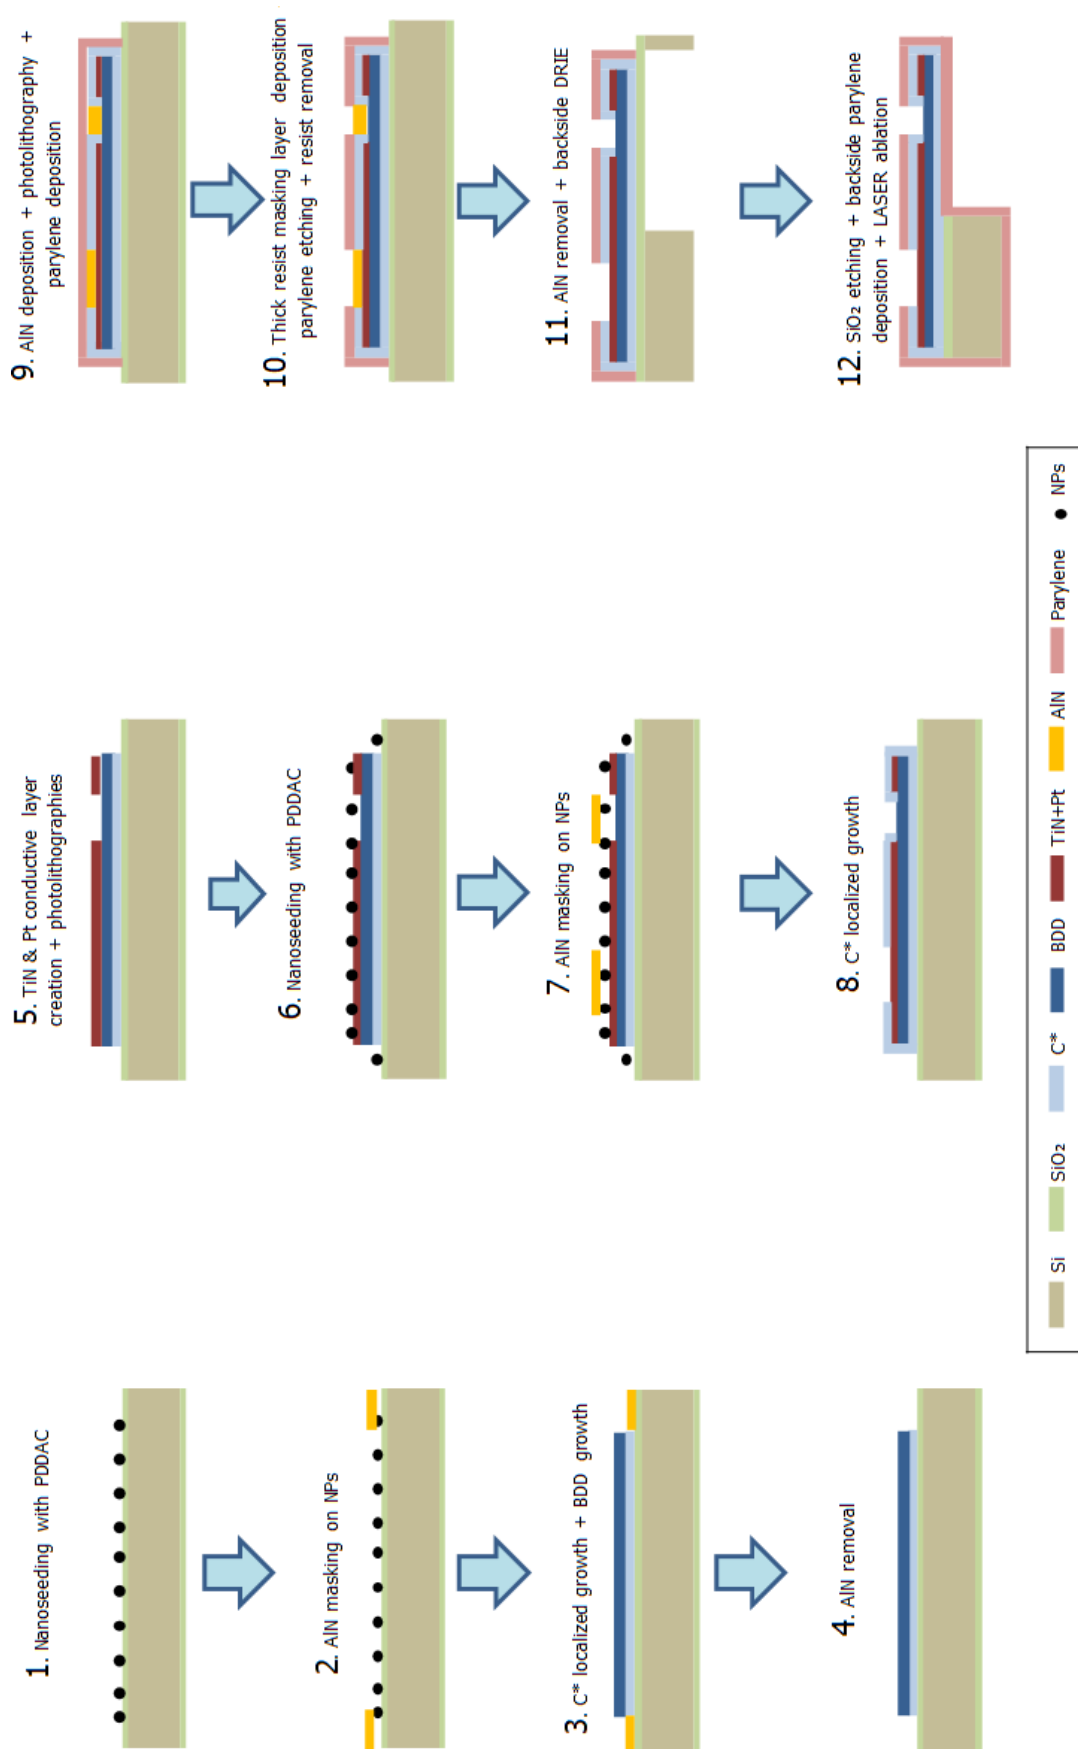 1. Nanoseeding with PDDAC
2. AlN masking on NPs
3. C* localized growth + BDD growth
4. AlN removal
5. TiN & Pt conductive layer
creation + photolithographies
6. Nanoseeding with PDDAC
7. AlN masking on NPs
8. C* localized growth
9. AlN deposition + photolithography +
parylene deposition
10. Thick resist masking layer deposition
parylene etching + resist removal
11. AlN removal + backside DRIE
12. SiO₂ etching + backside parylene
deposition + LASER ablation
Si SiO₂ C* BDD TiN+Pt AlN Parylene NPs